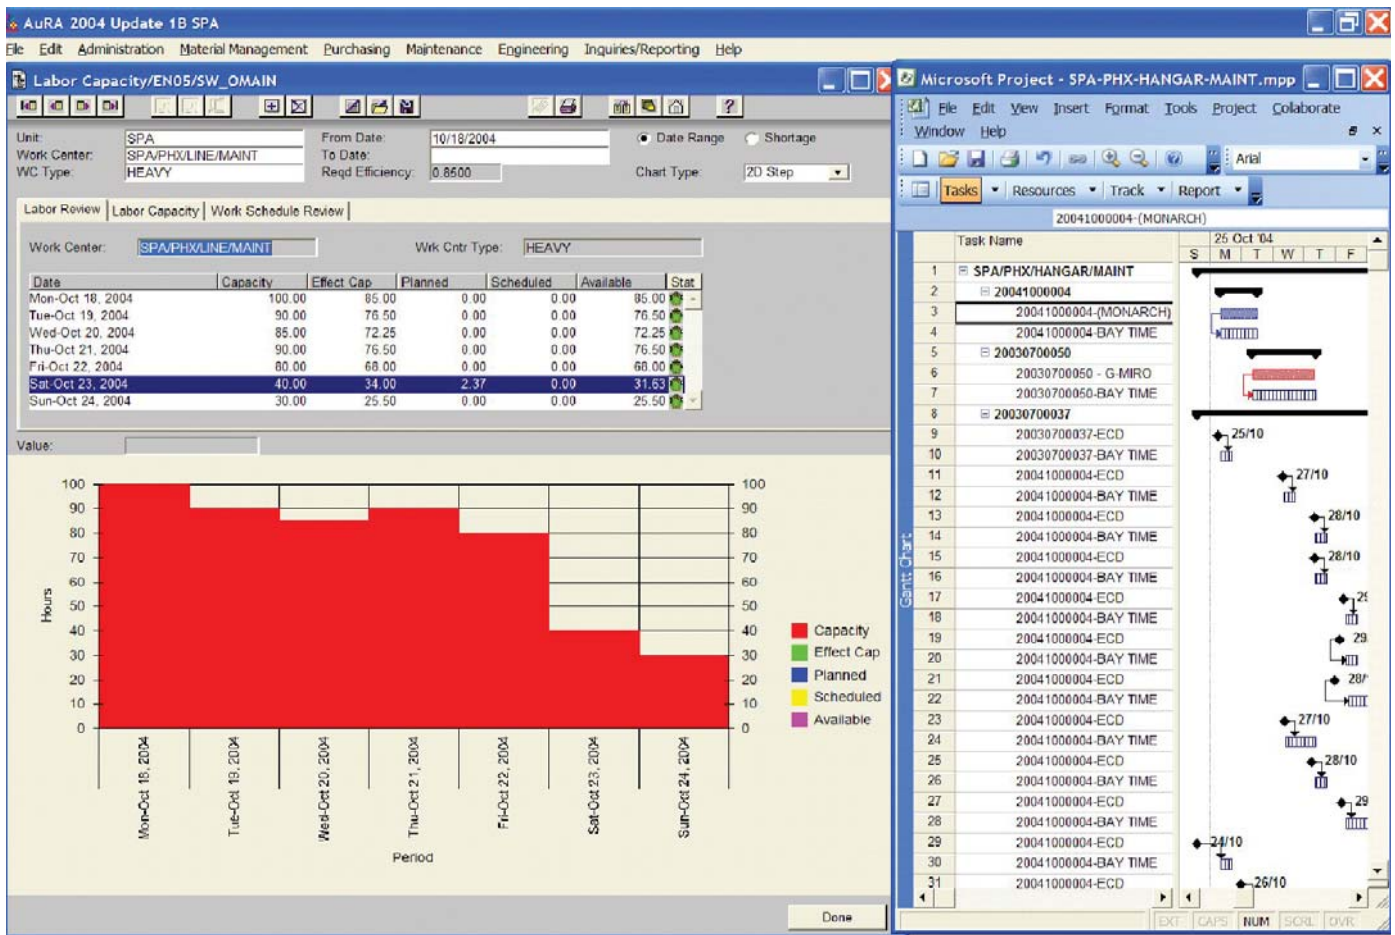 AuRA 2004 Update 1B SPA
File Edit Administration Material Management Purchasing Maintenance Engineering Inquiries/Reporting Help
Labor Capacity/EN05/SW_OMAIN
Unit: SPA From Date: 10/18/2004 Date Range Shortage
Work Center: SPA/PHX/LINE/MAINT To Date:
WC Type: HEAVY Reqd Efficiency: 0.8500 Chart Type: 2D Step
Labor Review Labor Capacity Work Schedule Review
Work Center: SPA/PHX/LINE/MAINT Wrk Cntr Type: HEAVY
Date Capacity Effect Cap Planned Scheduled Available Stat
Mon-Oct 18, 2004 100.00 85.00 0.00 0.00 85.00
Tue-Oct 19, 2004 90.00 76.50 0.00 0.00 76.50
Wed-Oct 20, 2004 85.00 72.25 0.00 0.00 72.25
Thu-Oct 21, 2004 90.00 76.50 0.00 0.00 76.50
Fri-Oct 22, 2004 80.00 68.00 0.00 0.00 68.00
Sat-Oct 23, 2004 40.00 34.00 2.37 0.00 31.63
Sun-Oct 24, 2004 30.00 25.50 0.00 0.00 25.50
Value:
100 100
90 90
80 80
70 70
60 60
50 50
40 40
30 30
20 20
10 10
0 0
Hours
Capacity
Effect Cap
Planned
Scheduled
Available
Mon-Oct 18, 2004
Tue-Oct 19, 2004
Wed-Oct 20, 2004
Thu-Oct 21, 2004
Fri-Oct 22, 2004
Sat-Oct 23, 2004
Sun-Oct 24, 2004
Period
Done
Microsoft Project - SPA-PHX-HANGAR-MAINT.mpp
File Edit View Insert Format Tools Project Collaborate
Window Help
Arial
Tasks Resources Track Report
20041000004-(MONARCH)
Task Name 25 Oct '04
S M T W T F
1 SPA/PHX/HANGAR/MAINT
2 20041000004
3 20041000004-(MONARCH)
4 20041000004-BAY TIME
5 20030700050
6 20030700050 - G-MIRO
7 20030700050-BAY TIME
8 20030700037
9 20030700037-ECD 25/10
10 20030700037-BAY TIME
11 20041000004-ECD 27/10
12 20041000004-BAY TIME
13 20041000004-ECD 28/10
14 20041000004-BAY TIME
15 20041000004-ECD 28/10
16 20041000004-BAY TIME
17 20041000004-ECD 29
18 20041000004-BAY TIME
19 20041000004-ECD 29
20 20041000004-BAY TIME
21 20041000004-ECD 28/
22 20041000004-BAY TIME
23 20041000004-ECD 27/10
24 20041000004-BAY TIME
25 20041000004-ECD 28/10
26 20041000004-BAY TIME
27 20041000004-ECD 29
28 20041000004-BAY TIME
29 20041000004-ECD 24/10
30 20041000004-BAY TIME
31 20041000004-ECD 26/10
Gantt Chart
EXT CAPS NUM SCRL OVR